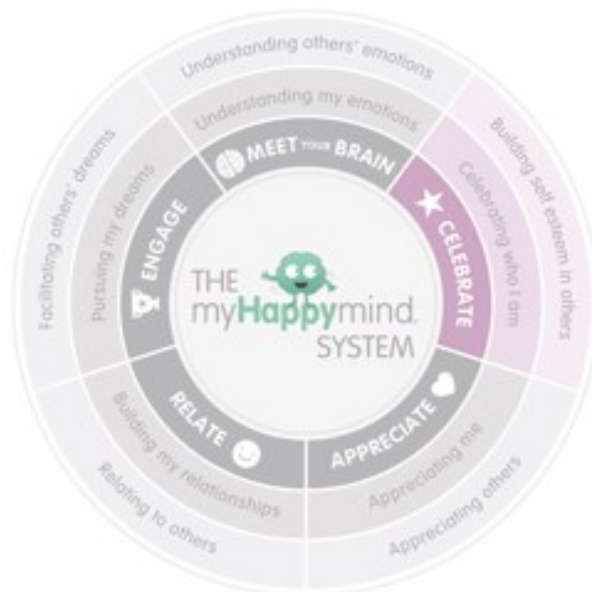 Understanding others' emotions
Understanding my emotions
MEET YOUR BRAIN
Building self esteem in others
Celebrating who I am
CELEBRATE
Appreciating others
Appreciating me
APPRECIATE
Relating to others
Building my relationships
RELATE
Facilitating others' dreams
Pursuing my dreams
ENGAGE
THE
myHappymind
SYSTEM